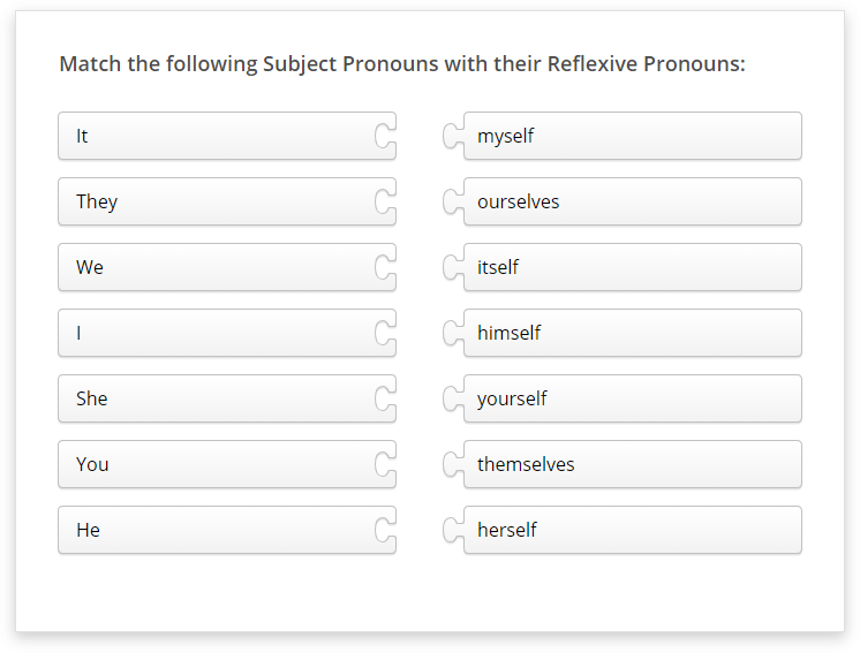 Match the following Subject Pronouns with their Reflexive Pronouns:
It myself
They ourselves
We itself
I himself
She yourself
You themselves
He herself